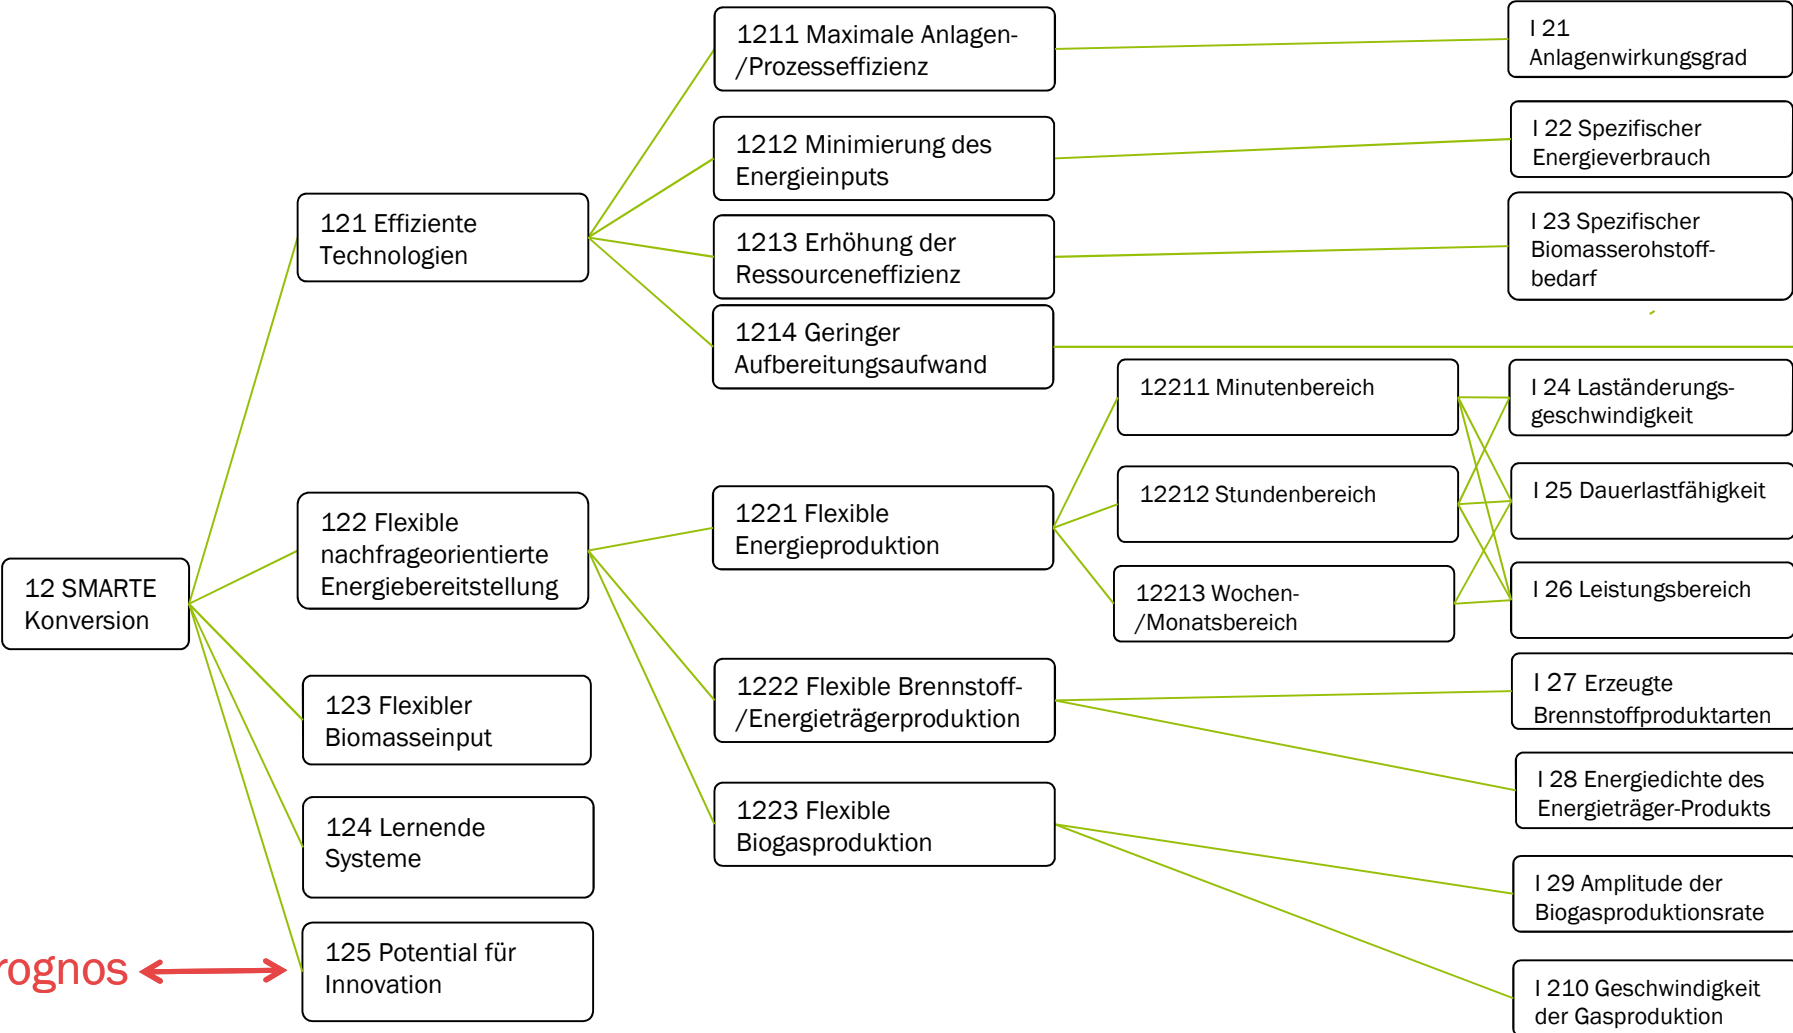 12 SMARTE
Konversion
121 Effiziente
Technologien
122 Flexible
nachfrageorientierte
Energiebereitstellung
123 Flexibler
Biomasseinput
124 Lernende
Systeme
125 Potential für
Innovation
rognos
1211 Maximale Anlagen-
/Prozesseffizienz
1212 Minimierung des
Energieinputs
1213 Erhöhung der
Ressourceneffizienz
1214 Geringer
Aufbereitungsaufwand
1221 Flexible
Energieproduktion
1222 Flexible Brennstoff-
/Energieträgerproduktion
1223 Flexible
Biogasproduktion
12211 Minutenbereich
12212 Stundenbereich
12213 Wochen-
/Monatsbereich
I 21
Anlagenwirkungsgrad
I 22 Spezifischer
Energieverbrauch
I 23 Spezifischer
Biomasserohstoff-
bedarf
I 24 Laständerungs-
geschwindigkeit
I 25 Dauerlastfähigkeit
I 26 Leistungsbereich
I 27 Erzeugte
Brennstoffproduktarten
I 28 Energiedichte des
Energieträger-Produkts
I 29 Amplitude der
Biogasproduktionsrate
I 210 Geschwindigkeit
der Gasproduktion